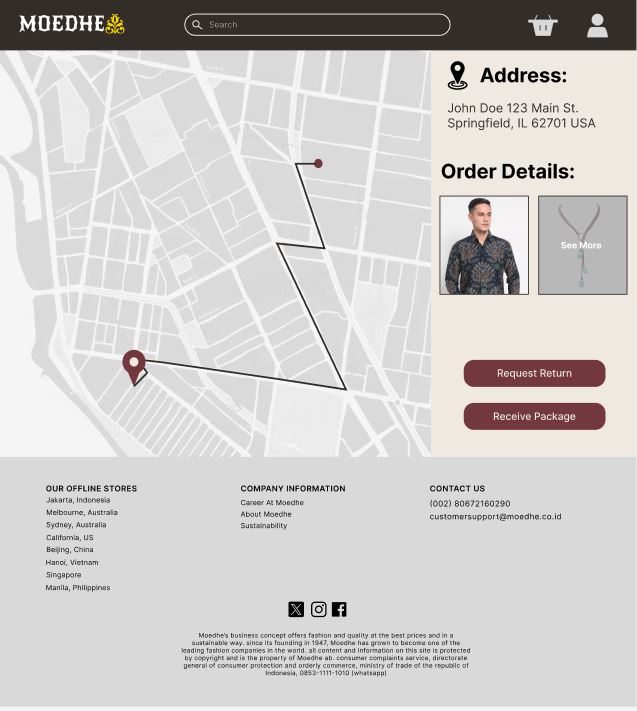 MOEDHE
Search
Address:
John Doe 123 Main St.
Springfield, IL 62701 USA
Order Details:
See More
Request Return
Receive Package
OUR OFFLINE STORES
Jakarta, Indonesia
Melbourne, Australia
Sydney, Australia
California, US
Beijing, China
Hanoi, Vietnam
Singapore
Manila, Philippines
COMPANY INFORMATION
Career At Moedhe
About Moedhe
Sustainability
CONTACT US
(002) 80672160290
customersupport@moedhe.co.id
Moedhe's business concept offers fashion and quality at the best prices and in a
sustainable way. since its founding in 1947, Moedhe has grown to become one of the
leading fashion companies in the world. all content and information on this site is protected
by copyright and is the property of Moedhe ab. consumer complaints service, directorate
general of consumer protection and orderly commerce, ministry of trade of the republic of
Indonesia, 0853-1111-1010 (whatsapp)